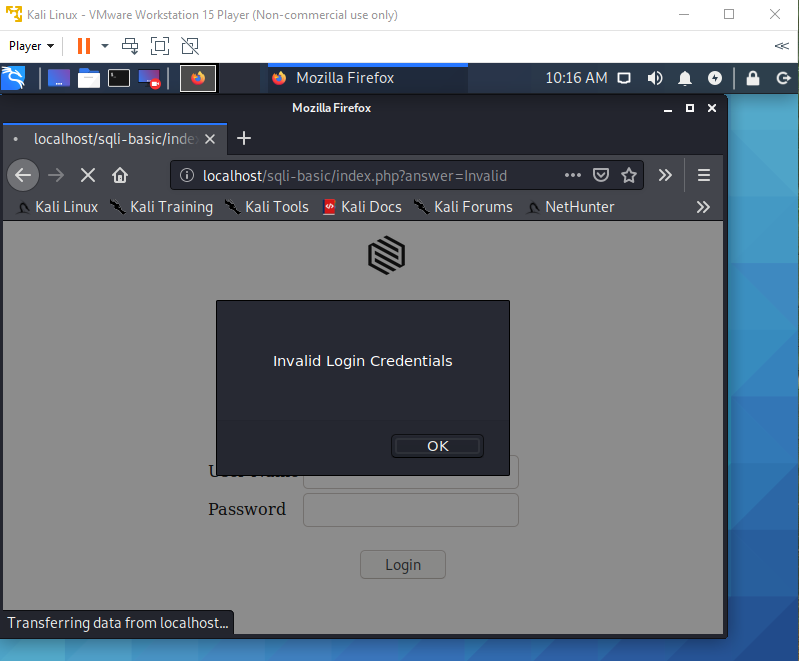 Kali Linux - VMware Workstation 15 Player (Non-commercial use only)
Player
Mozilla Firefox 10:16 AM
Mozilla Firefox
localhost/sqli-basic/inde
localhost/sqli-basic/index.php?answer=Invalid
Kali Linux Kali Training Kali Tools Kali Docs Kali Forums NetHunter
Invalid Login Credentials
OK
User Name
Password
Login
Transferring data from localhost...